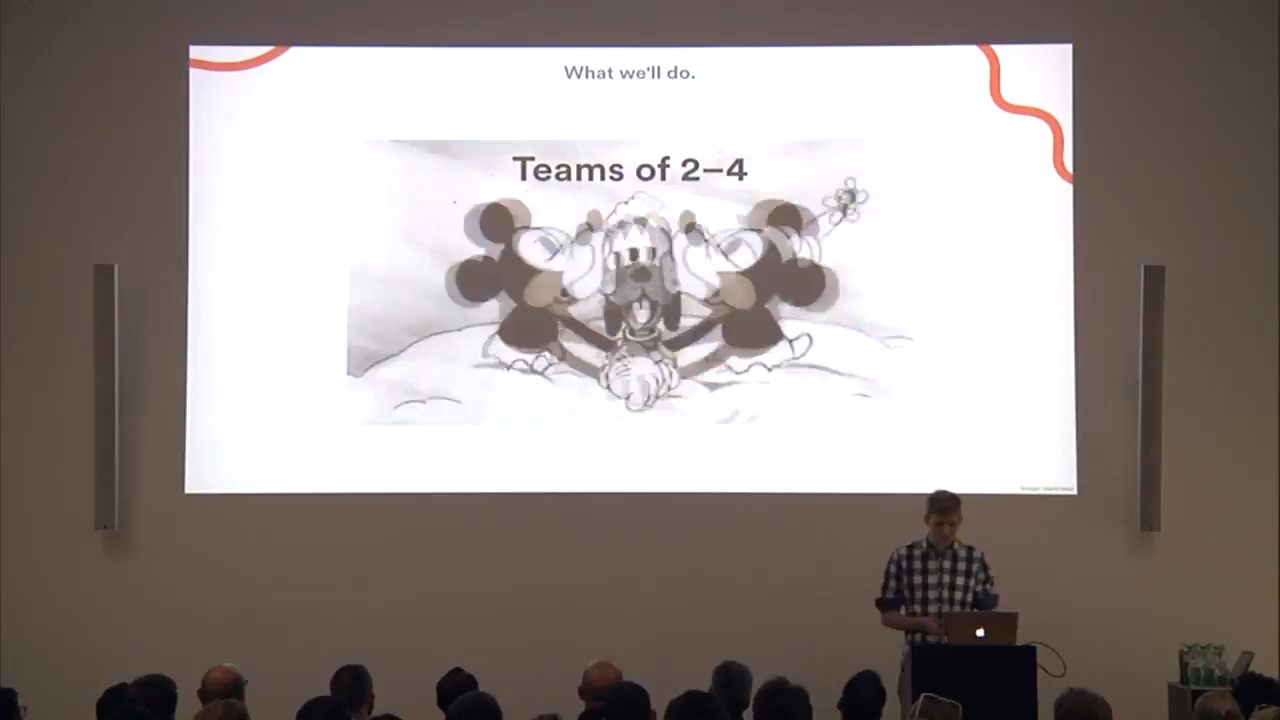 What we'll do.
Teams of 2–4